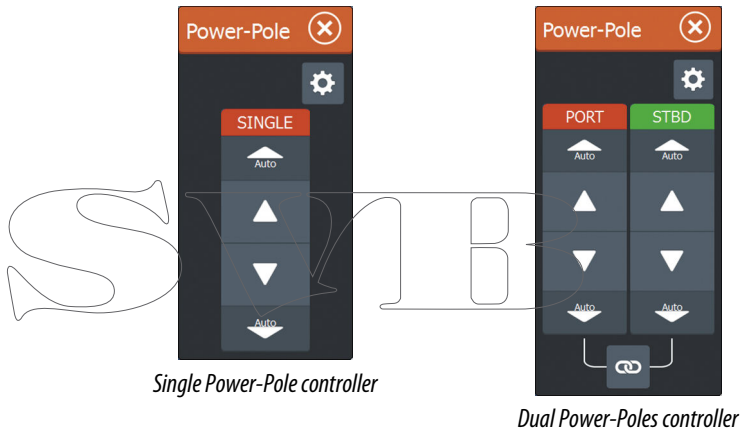 Power-Pole
SINGLE
Auto
Auto
Single Power-Pole controller
Power-Pole
PORT STBD
Auto Auto
Auto Auto
Dual Power-Poles controller
SVB